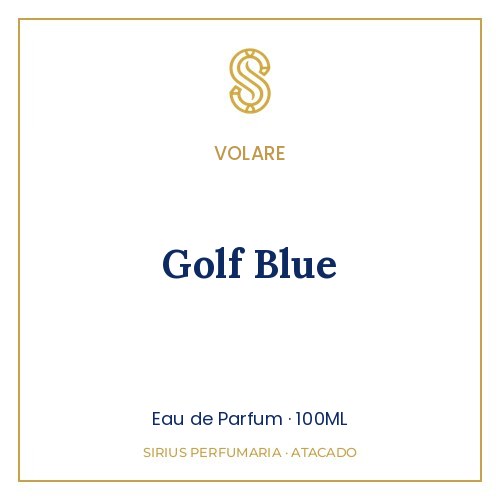 VOLARE
Golf Blue
Eau de Parfum · 100ML
SIRIUS PERFUMARIA · ATACADO